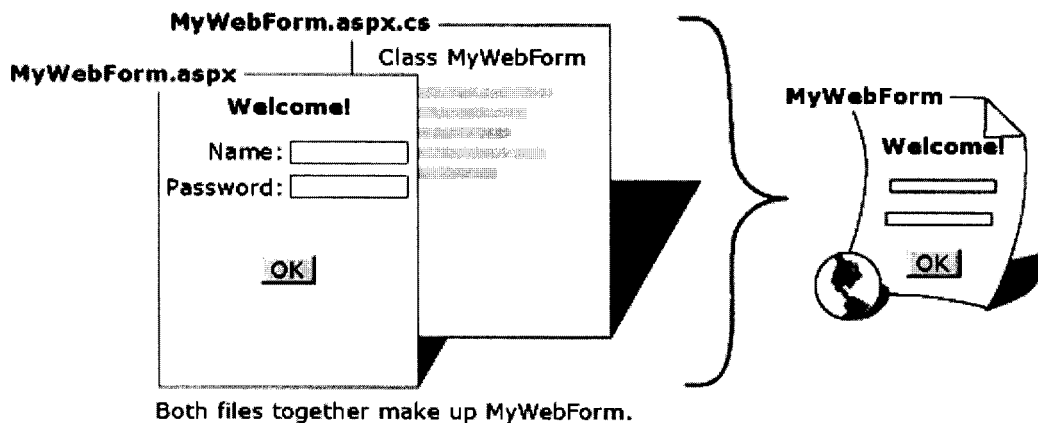 MyWebForm.aspx.cs
Class MyWebForm
MyWebForm.aspx
Welcome!
Name:
Password:
OK
MyWebForm
Welcome!
OK
Both files together make up MyWebForm.